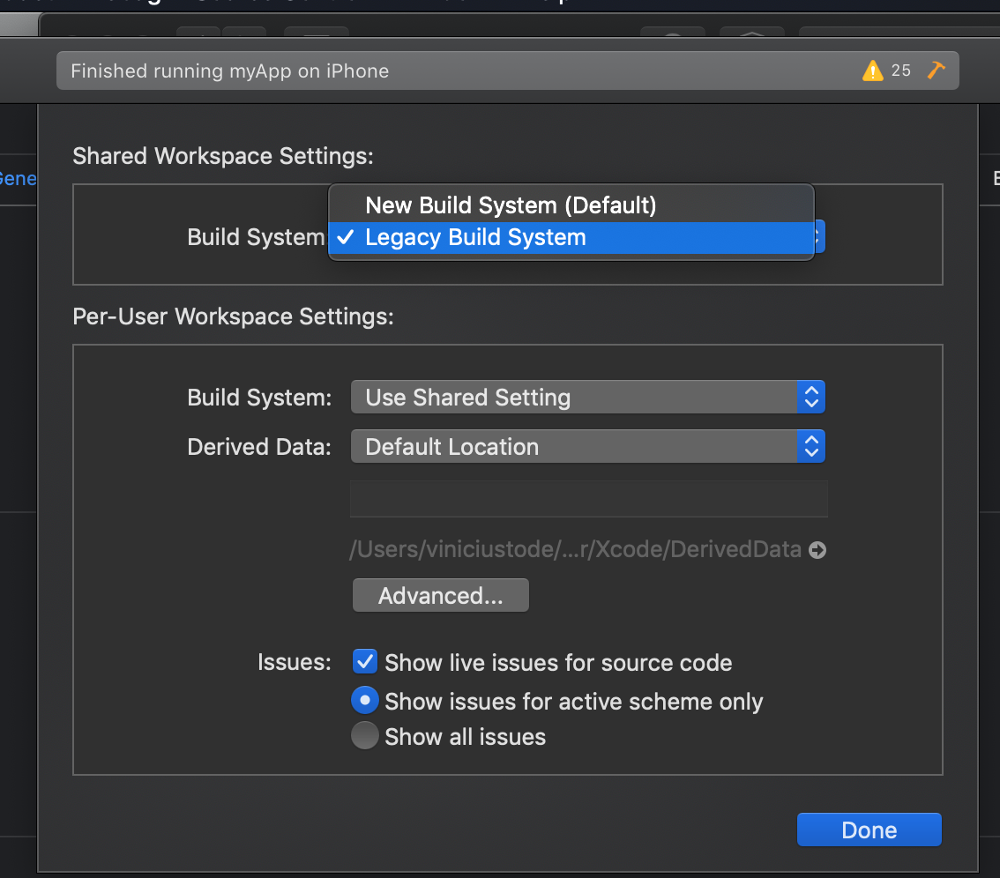 Finished running myApp on iPhone
25
Shared Workspace Settings:
New Build System (Default)
Build System:
Legacy Build System
Per-User Workspace Settings:
Build System: Use Shared Setting
Derived Data: Default Location
/Users/viniciustode/...r/Xcode/DerivedData
Advanced...
Issues: Show live issues for source code
Show issues for active scheme only
Show all issues
Done